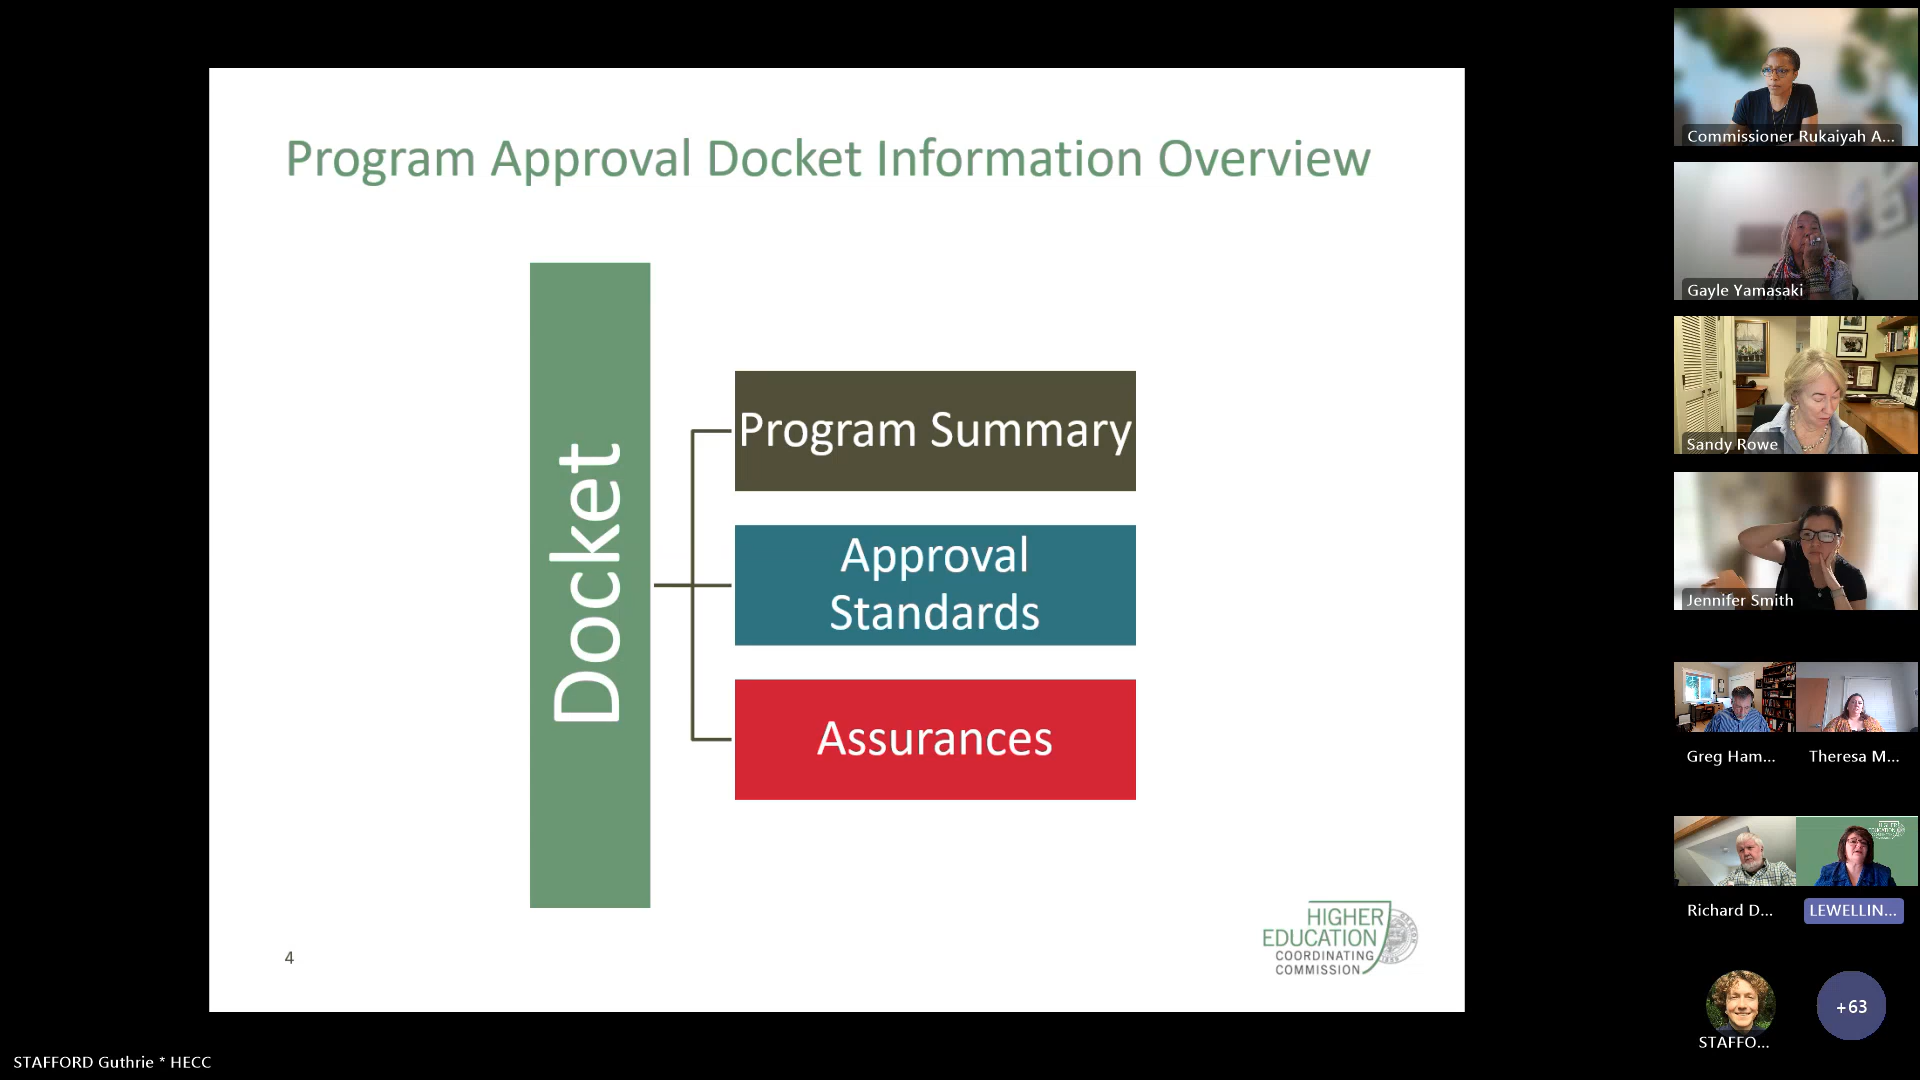 Program Approval Docket Information Overview
Docket
Program Summary
Approval
Standards
Assurances
4
HIGHER
EDUCATION
COORDINATING
COMMISSION
Commissioner Rukaiyah A...
Gayle Yamasaki
Sandy Rowe
Jennifer Smith
Greg Ham...
Theresa M...
Richard D...
LEWELLIN...
STAFFO...
+63
STAFFORD Guthrie * HECC